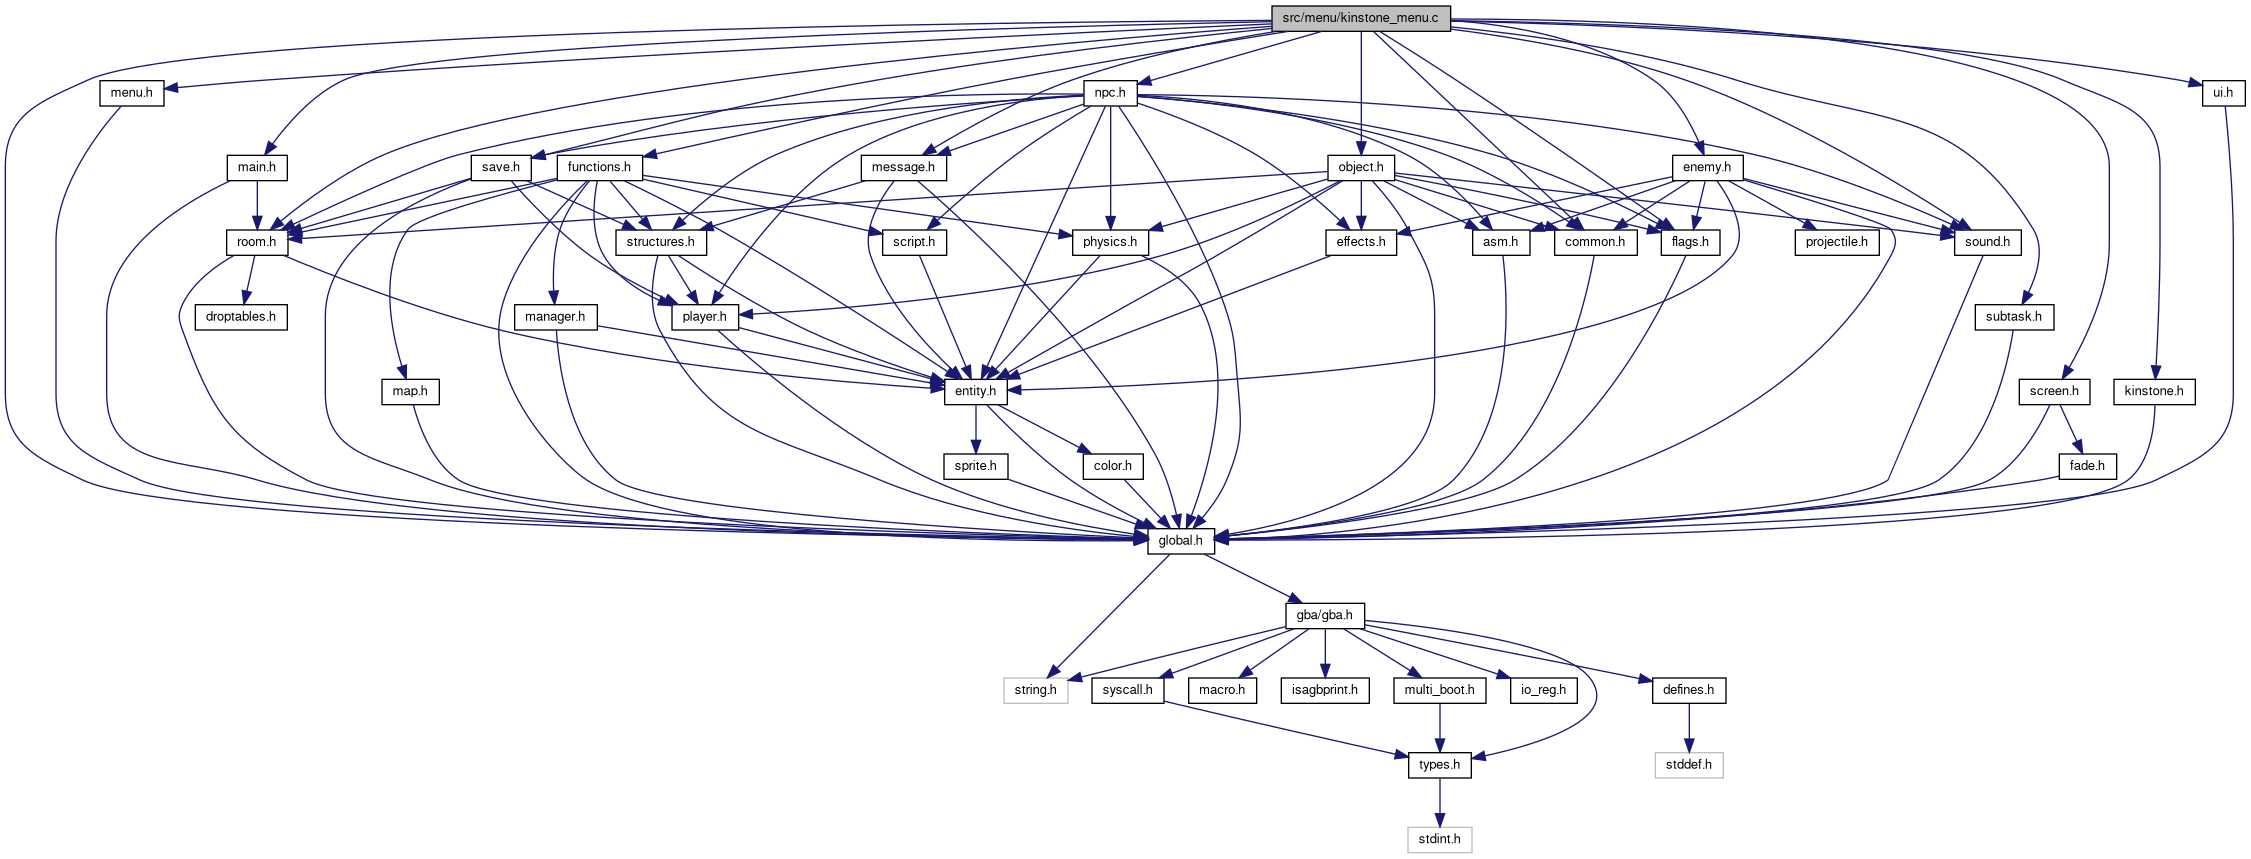 src/menu/kinstone_menu.c
menu.h
npc.h
ui.h
main.h
save.h
functions.h
message.h
object.h
enemy.h
room.h
structures.h
script.h
physics.h
effects.h
asm.h
common.h
flags.h
projectile.h
sound.h
droptables.h
manager.h
player.h
subtask.h
map.h
entity.h
screen.h
kinstone.h
sprite.h
color.h
fade.h
global.h
gba/gba.h
string.h
syscall.h
macro.h
isagbprint.h
multi_boot.h
io_reg.h
defines.h
types.h
stddef.h
stdint.h